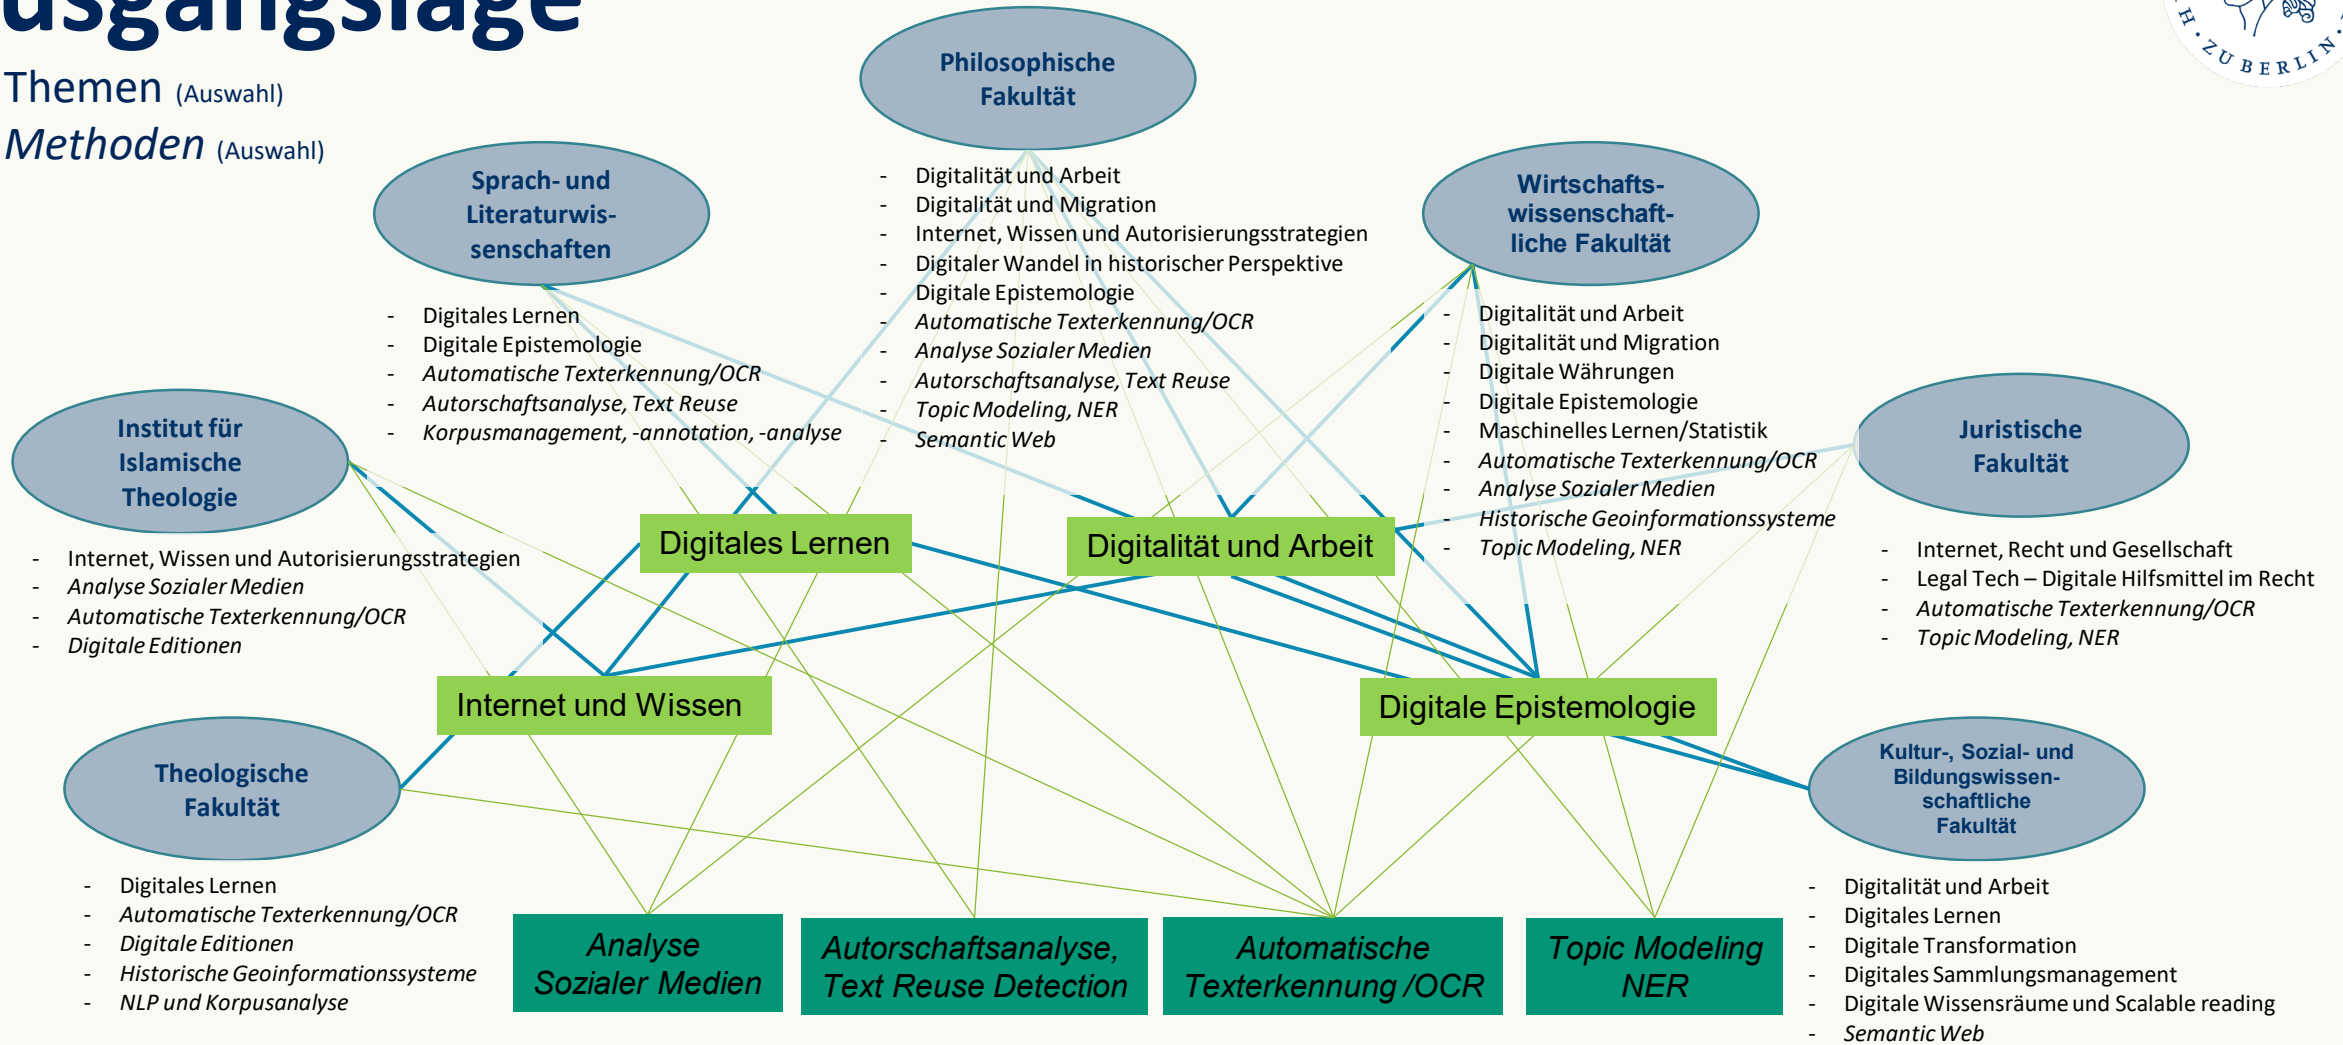 usgangslage
Themen (Auswahl)
Methoden (Auswahl)
H · ZU BERLIN ·
Philosophische
Fakultät
- Digitalität und Arbeit
- Digitalität und Migration
- Internet, Wissen und Autorisierungsstrategien
- Digitaler Wandel in historischer Perspektive
- Digitale Epistemologie
- Automatische Texterkennung/OCR
- Analyse Sozialer Medien
- Autorschaftsanalyse, Text Reuse
- Topic Modeling, NER
- Semantic Web
Sprach- und
Literaturwis-
senschaften
- Digitales Lernen
- Digitale Epistemologie
- Automatische Texterkennung/OCR
- Autorschaftsanalyse, Text Reuse
- Korpusmanagement, -annotation, -analyse
Wirtschafts-
wissenschaft-
liche Fakultät
- Digitalität und Arbeit
- Digitalität und Migration
- Digitale Währungen
- Digitale Epistemologie
- Maschinelles Lernen/Statistik
- Automatische Texterkennung/OCR
- Analyse Sozialer Medien
- Historische Geoinformationssysteme
- Topic Modeling, NER
Institut für
Islamische
Theologie
- Internet, Wissen und Autorisierungsstrategien
- Analyse Sozialer Medien
- Automatische Texterkennung/OCR
- Digitale Editionen
Juristische
Fakultät
- Internet, Recht und Gesellschaft
- Legal Tech – Digitale Hilfsmittel im Recht
- Automatische Texterkennung/OCR
- Topic Modeling, NER
Digitales Lernen
Digitalität und Arbeit
Internet und Wissen
Digitale Epistemologie
Theologische
Fakultät
- Digitales Lernen
- Automatische Texterkennung/OCR
- Digitale Editionen
- Historische Geoinformationssysteme
- NLP und Korpusanalyse
Kultur-, Sozial- und
Bildungswissen-
schaftliche
Fakultät
- Digitalität und Arbeit
- Digitales Lernen
- Digitale Transformation
- Digitales Sammlungsmanagement
- Digitale Wissensräume und Scalable reading
- Semantic Web
Analyse
Sozialer Medien
Autorschaftsanalyse,
Text Reuse Detection
Automatische
Texterkennung /OCR
Topic Modeling
NER